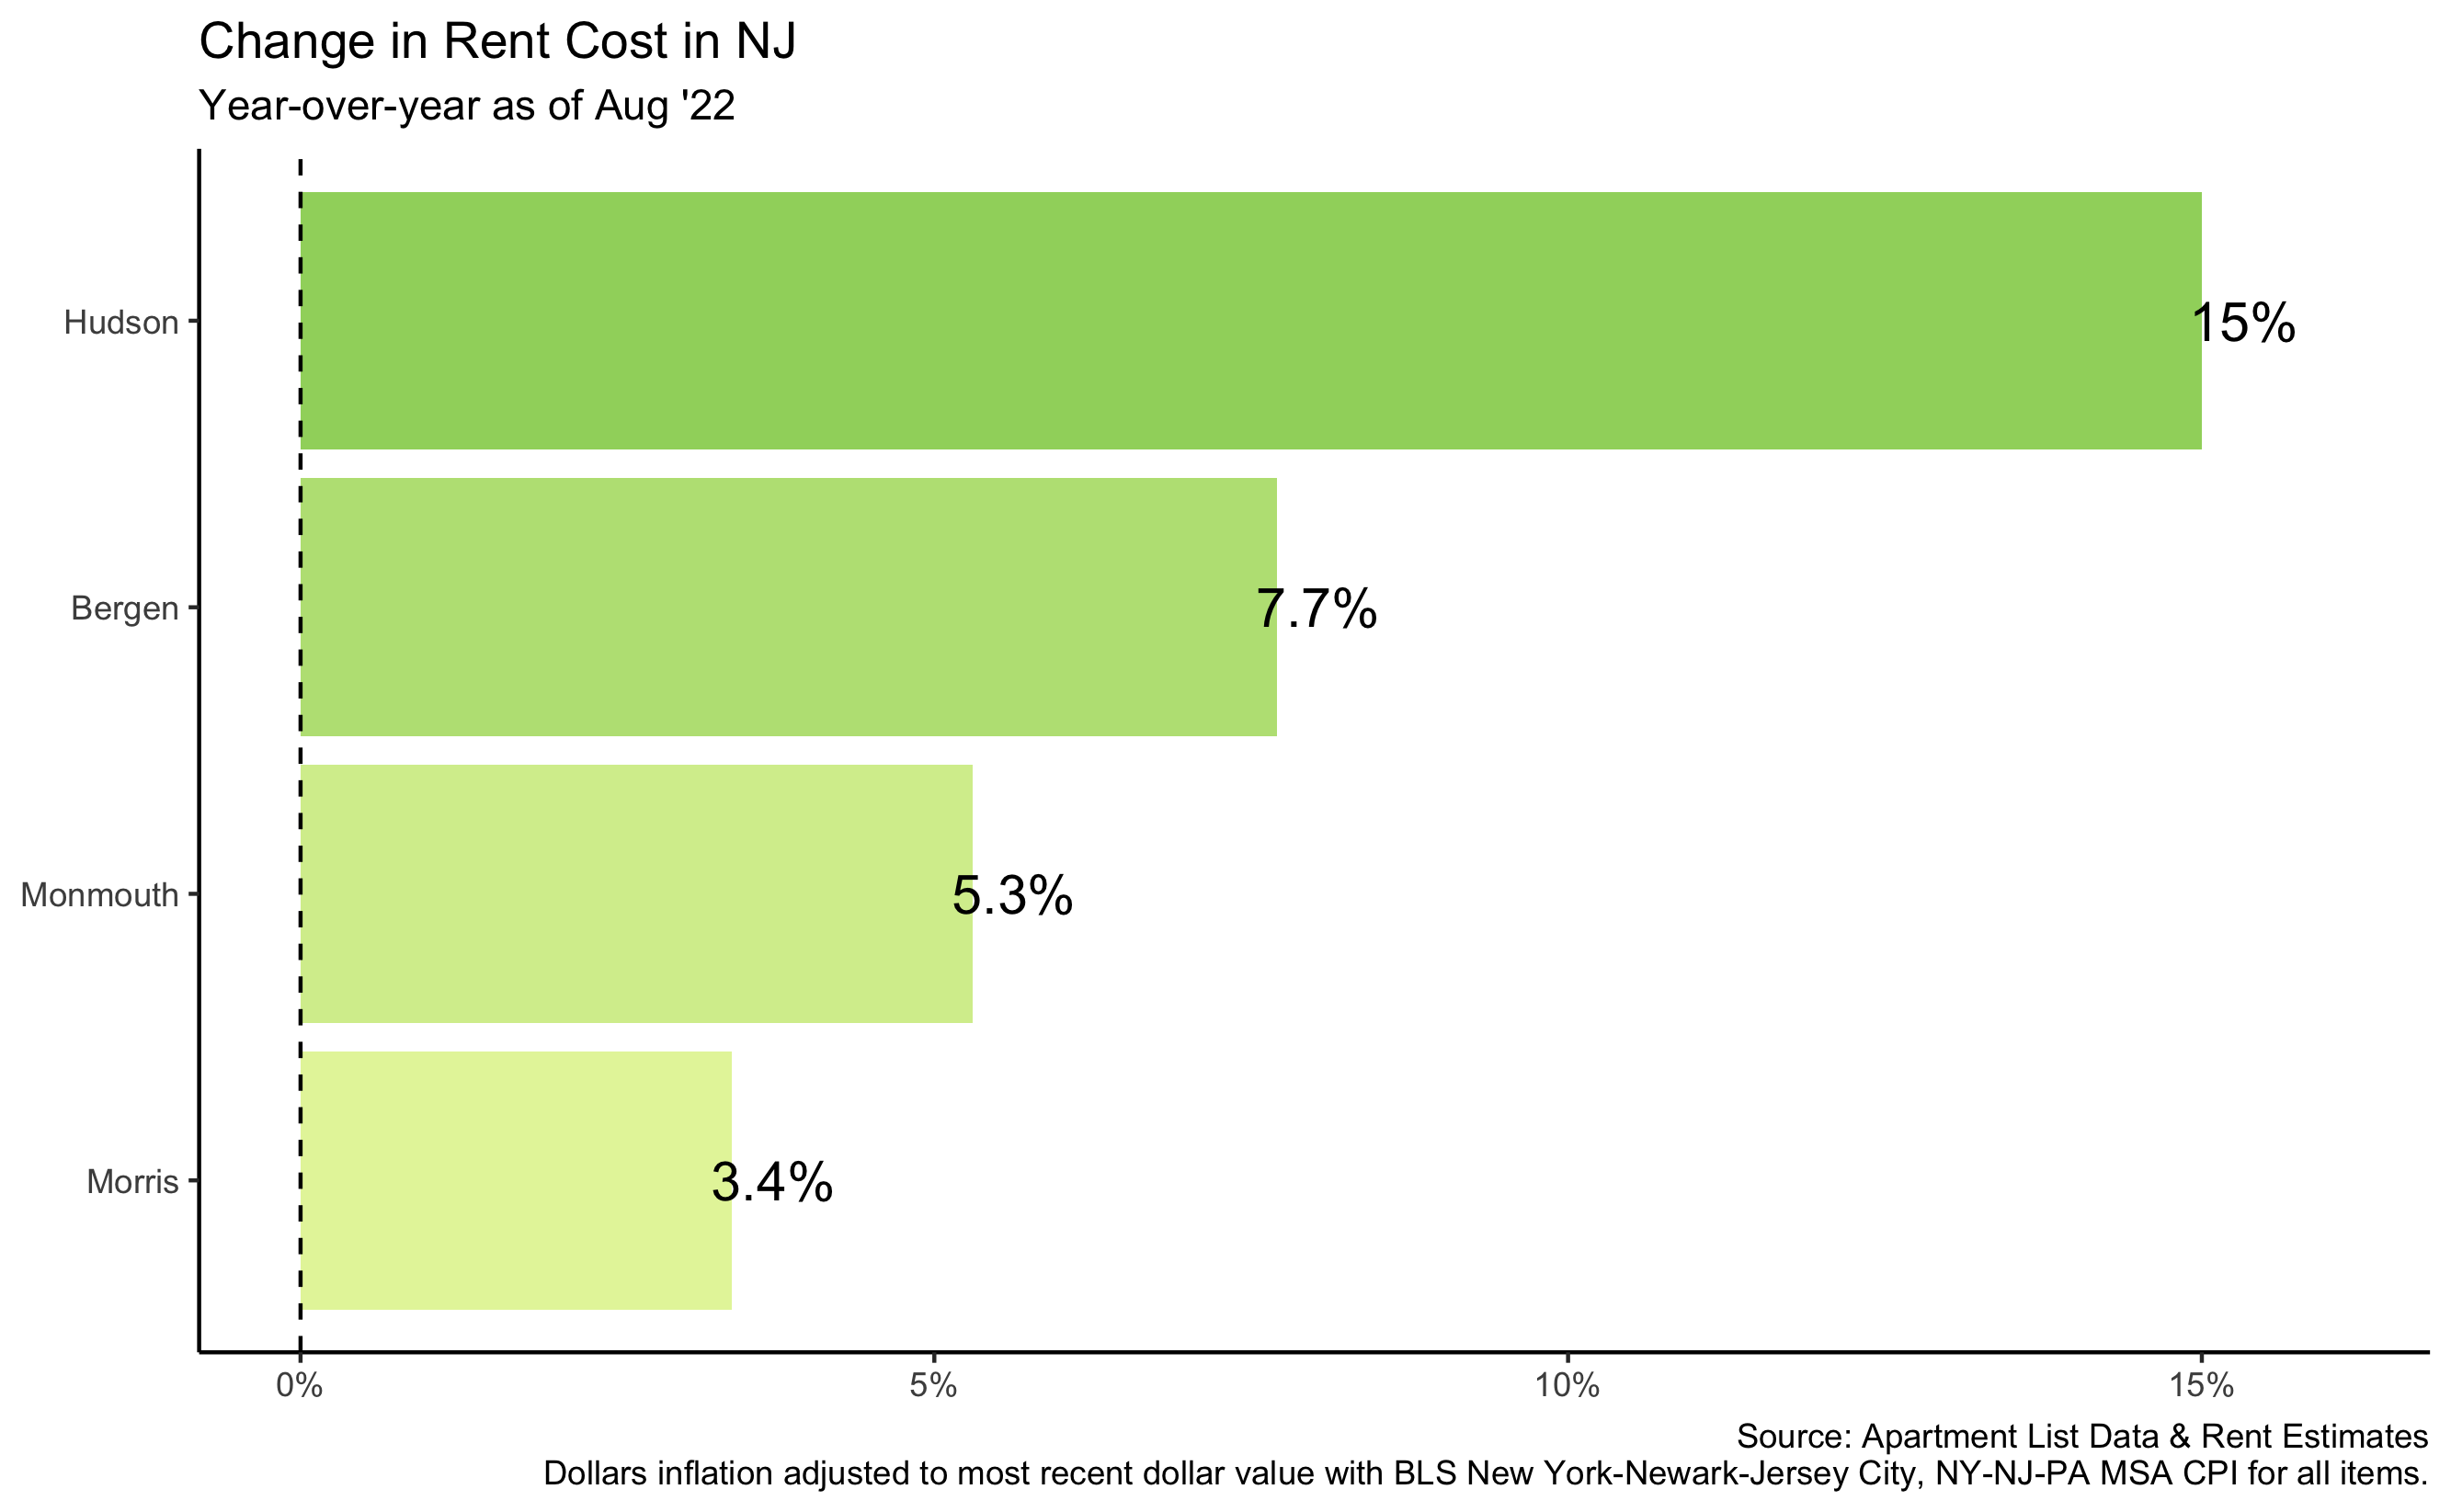 Change in Rent Cost in NJ
Year-over-year as of Aug '22
Hudson
15%
Bergen
7.7%
Monmouth
5.3%
Morris
3.4%
0%
5%
10%
15%
Source: Apartment List Data & Rent Estimates
Dollars inflation adjusted to most recent dollar value with BLS New York-Newark-Jersey City, NY-NJ-PA MSA CPI for all items.